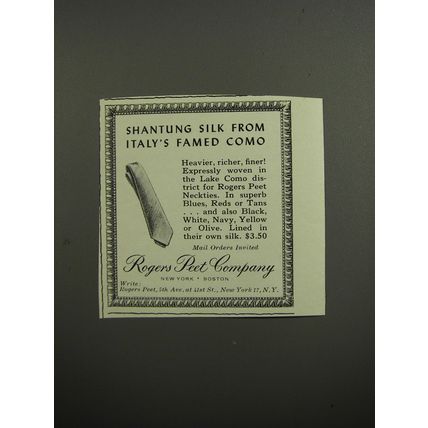 SHANTUNG SILK FROM
ITALY'S FAMED COMO
Heavier, richer, finer!
Expressly woven in
the Lake Como dis-
trict for Rogers Peet
Neckties. In superb
Blues, Reds or Tans
. . . and also Black,
White, Navy, Yellow
or Olive. Lined in
their own silk. $3.50
Mail Orders Invited
Rogers Peet Company
NEW YORK • BOSTON
Write:
Rogers Peet, 5th Ave. at 41st St., New York 17, N. Y.